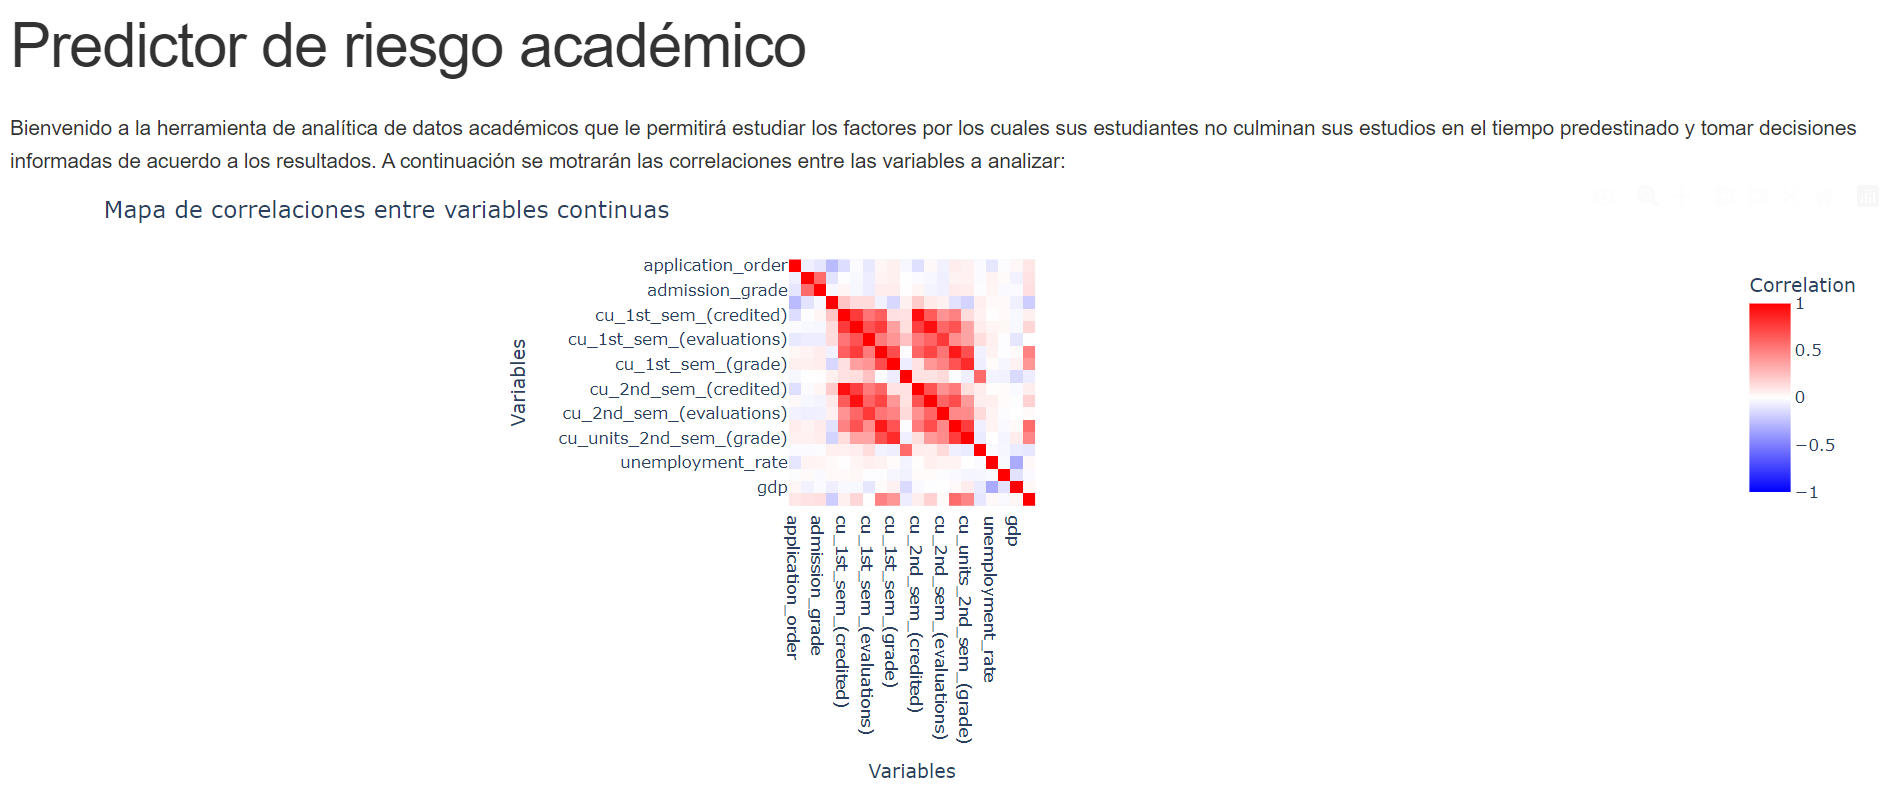 Predictor de riesgo académico
Bienvenido a la herramienta de analítica de datos académicos que le permitirá estudiar los factores por los cuales sus estudiantes no culminan sus estudios en el tiempo predestinado y tomar decisiones
informadas de acuerdo a los resultados. A continuación se motrarán las correlaciones entre las variables a analizar:
Mapa de correlaciones entre variables continuas
Variables
application_order
admission_grade
cu_1st_sem_(credited)
cu_1st_sem_(evaluations)
cu_1st_sem_(grade)
cu_2nd_sem_(credited)
cu_2nd_sem_(evaluations)
cu_units_2nd_sem_(grade)
unemployment_rate
gdp
application_order
admission_grade
cu_1st_sem_(credited)
cu_1st_sem_(evaluations)
cu_1st_sem_(grade)
cu_2nd_sem_(credited)
cu_2nd_sem_(evaluations)
cu_units_2nd_sem_(grade)
unemployment_rate
gdp
Variables
Correlation
1
0.5
0
−0.5
−1